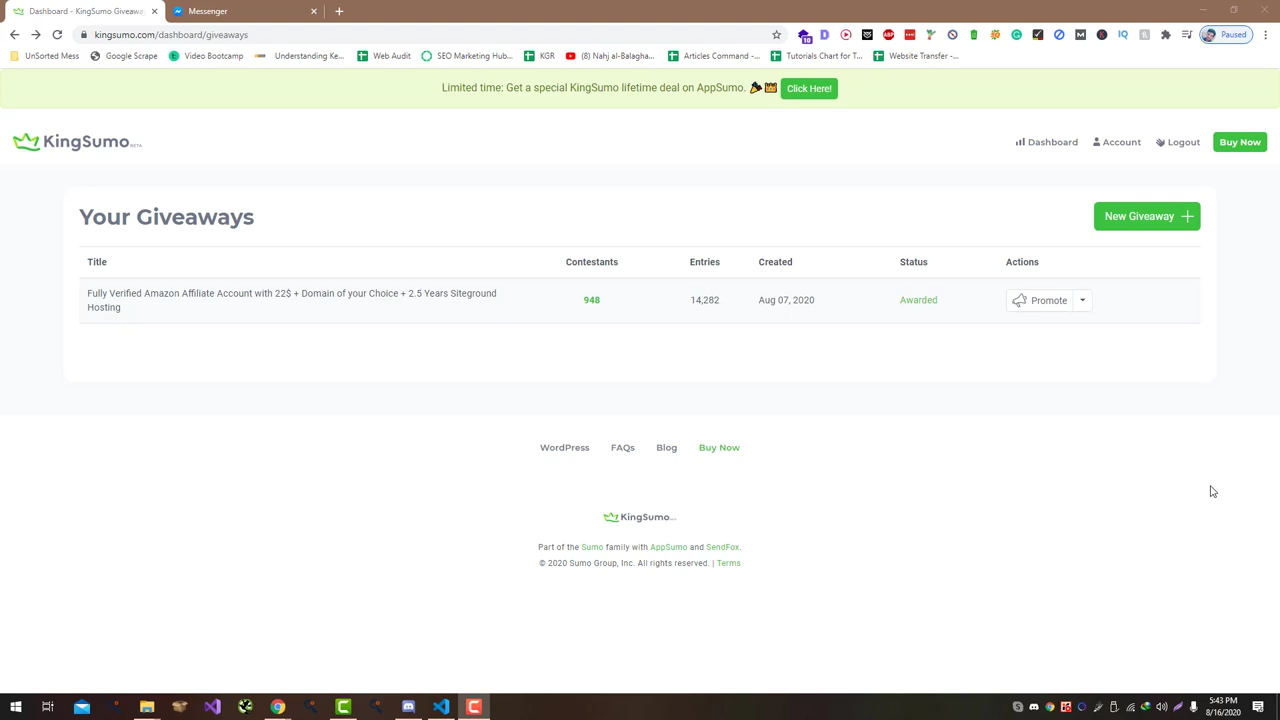 Dashboard - KingSumo Giveaw
Messenger
kingsumo.com/dashboard/giveaways
Paused
UnSorted Mess
Google Scrape
Video Bootcamp
Understanding Ke...
Web Audit
SEO Marketing Hub...
KGR
(8) Nahj al-Balagha...
Articles Command -...
Tutorials Chart for T...
Website Transfer -...
Limited time: Get a special KingSumo lifetime deal on AppSumo. Click Here!
KingSumo BETA
Dashboard Account Logout Buy Now
Your Giveaways
New Giveaway
Title Contestants Entries Created Status Actions
Fully Verified Amazon Affiliate Account with 22$ + Domain of your Choice + 2.5 Years Siteground
Hosting
948 14,282 Aug 07, 2020 Awarded Promote
WordPress FAQs Blog Buy Now
KingSumo
Part of the Sumo family with AppSumo and SendFox.
© 2020 Sumo Group, Inc. All rights reserved. | Terms
5:43 PM
8/16/2020